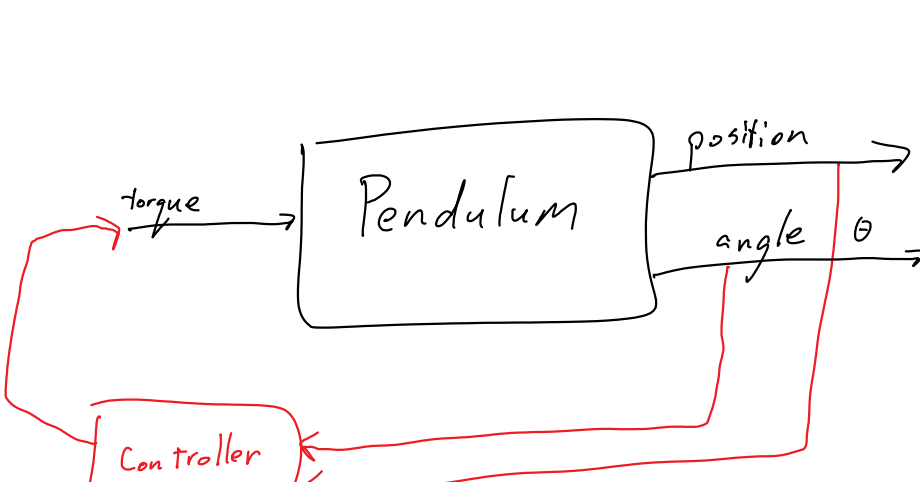 position
torque
Pendulum
angle θ
Controller